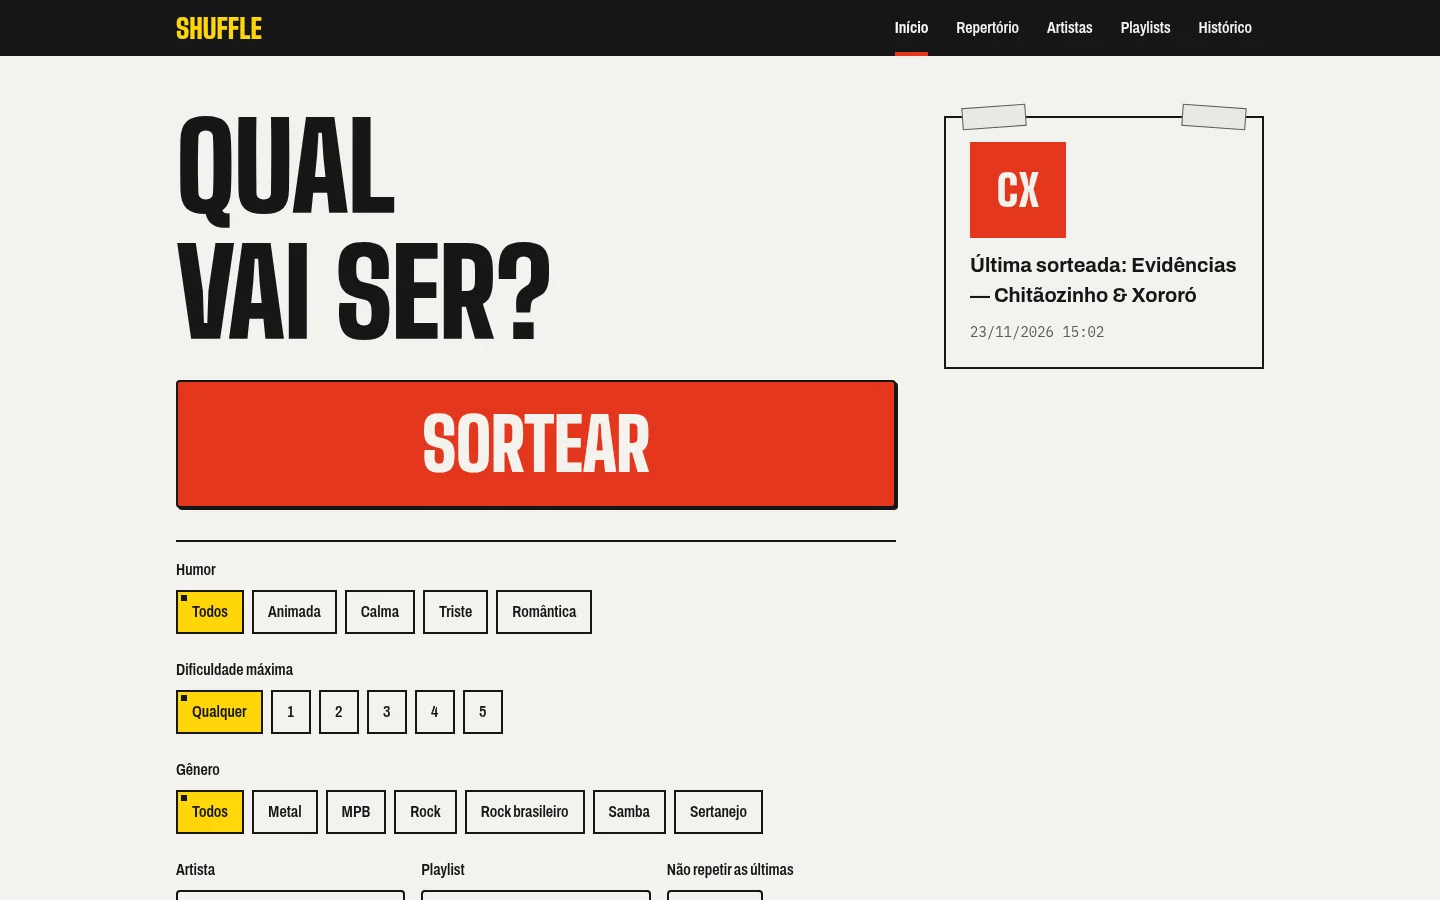 SHUFFLE
Início
Repertório
Artistas
Playlists
Histórico
QUAL
VAI SER?
SORTEAR
CX
Última sorteada: Evidências
— Chitãozinho & Xororó
23/11/2026 15:02
Humor
Todos
Animada
Calma
Triste
Romântica
Dificuldade máxima
Qualquer
1
2
3
4
5
Gênero
Todos
Metal
MPB
Rock
Rock brasileiro
Samba
Sertanejo
Artista
Playlist
Não repetir as últimas